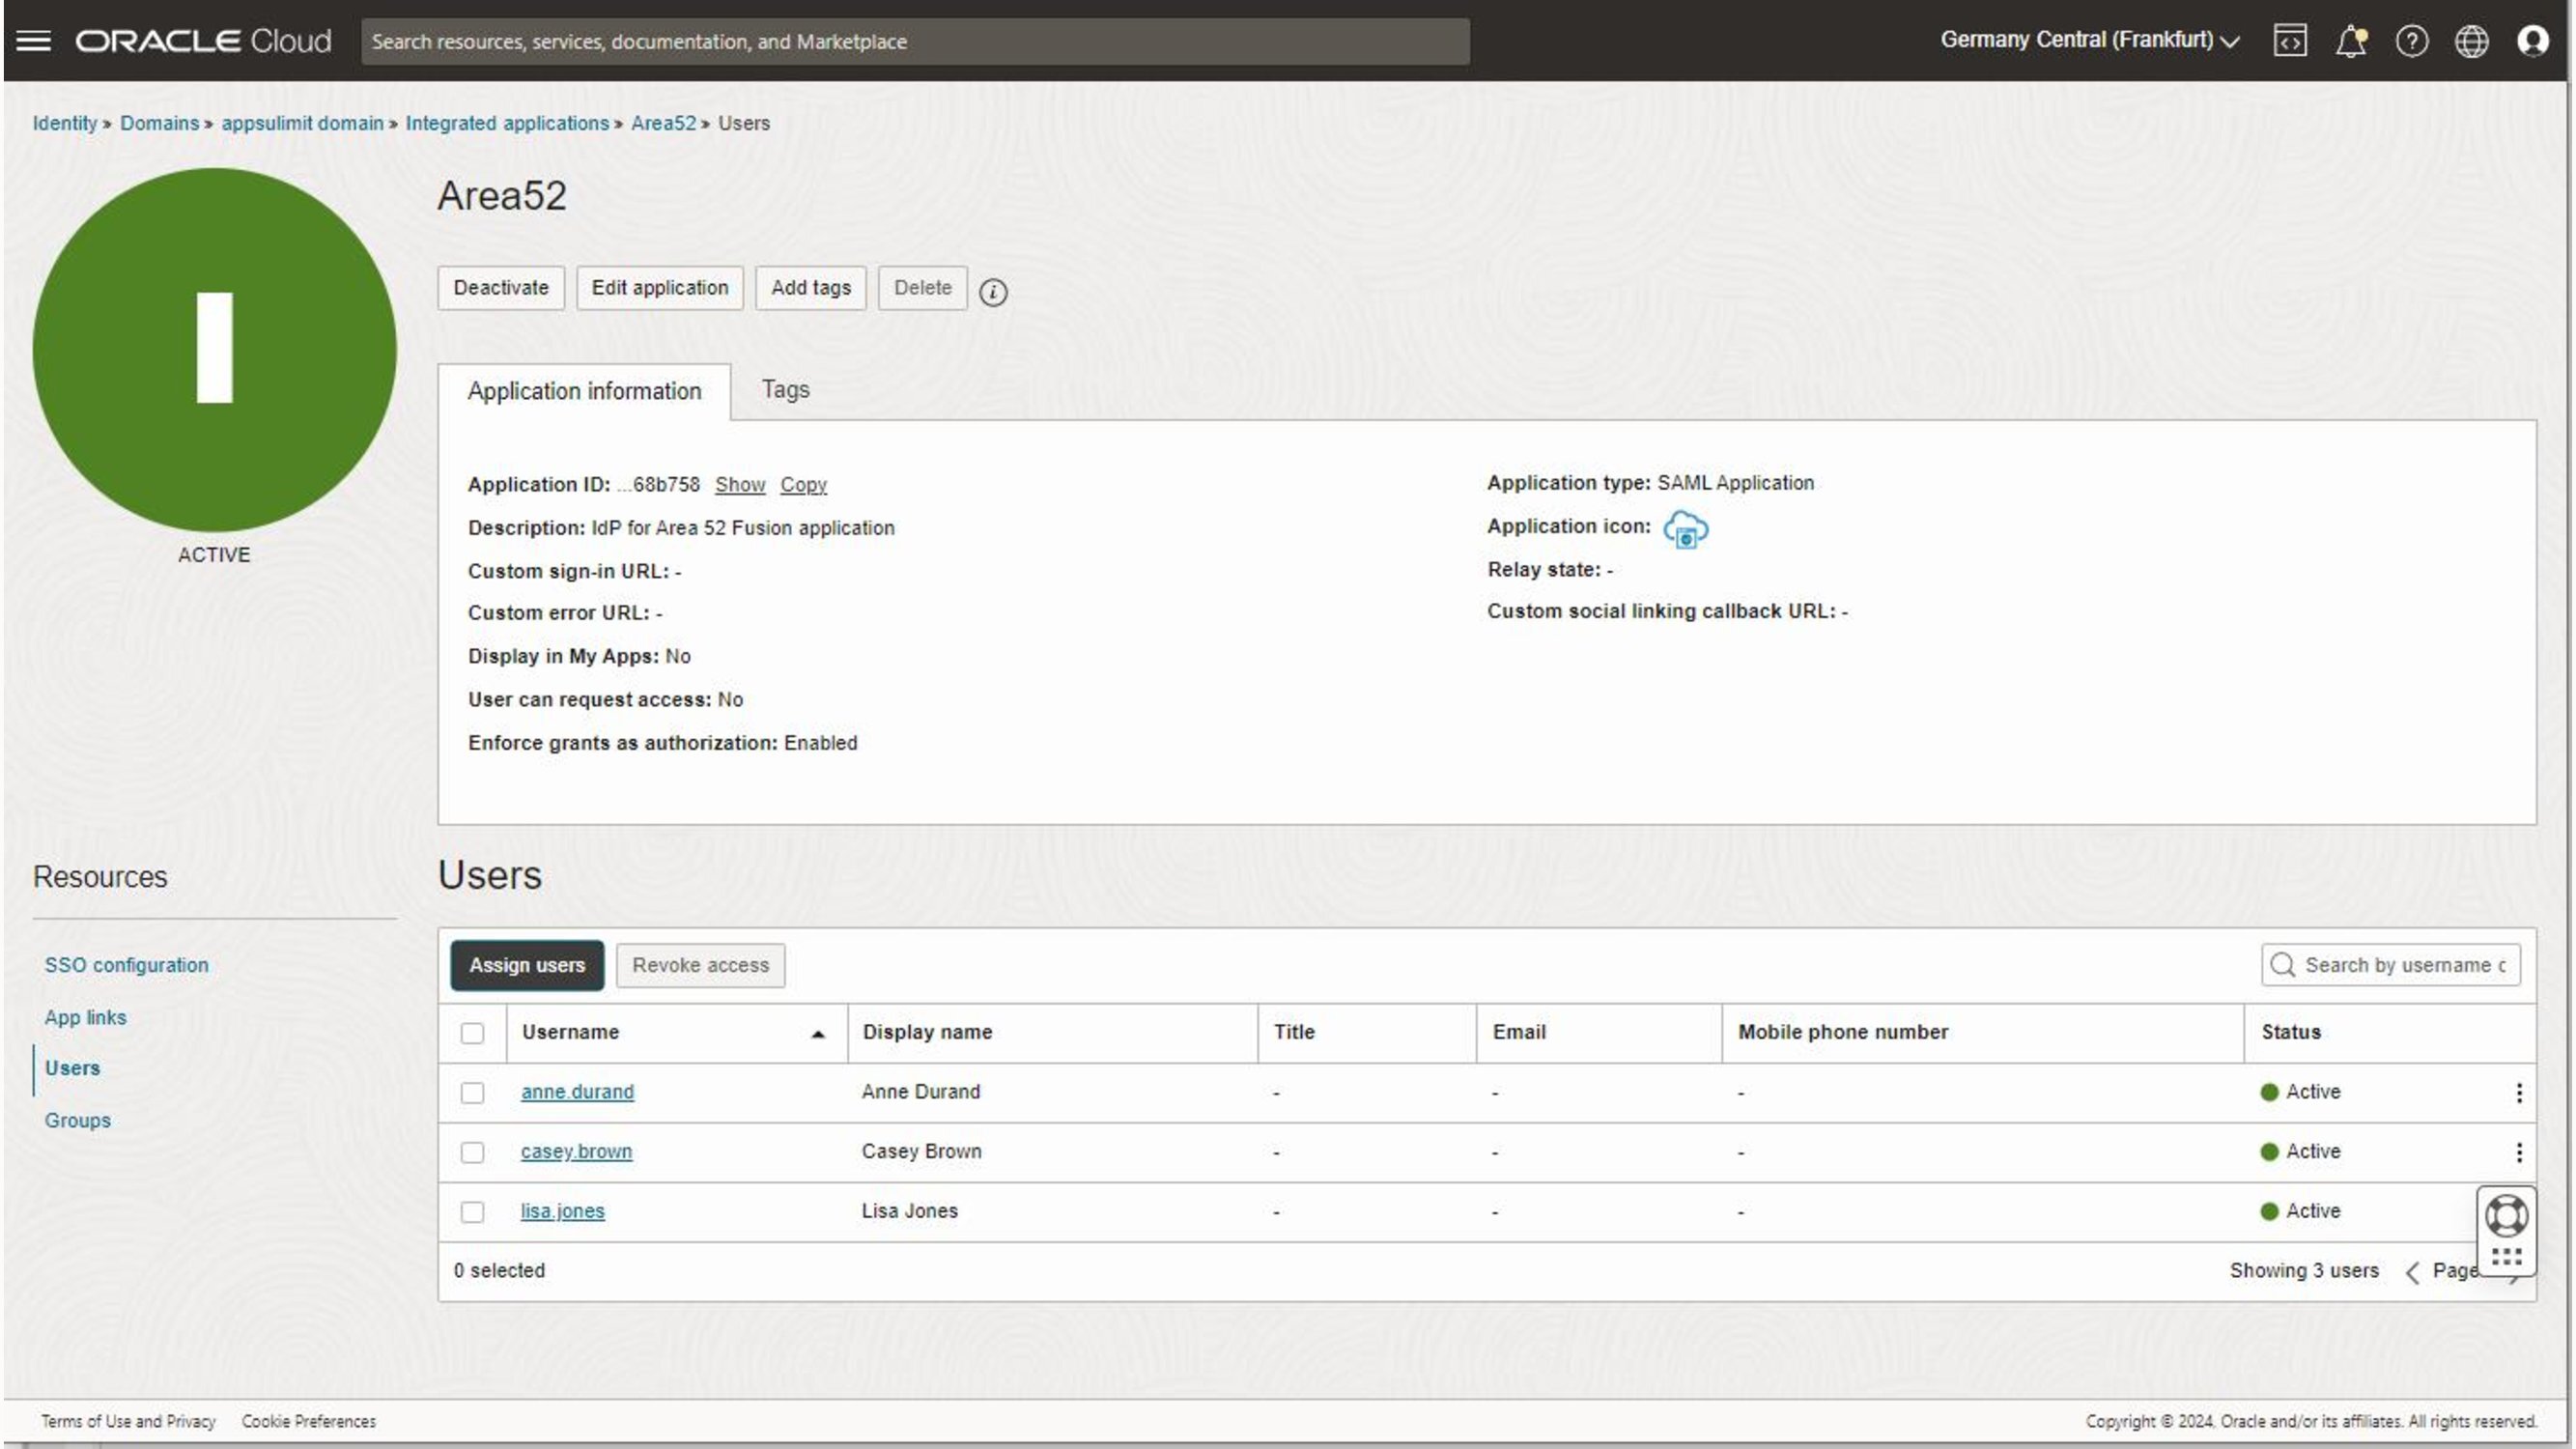 ORACLE Cloud
Search resources, services, documentation, and Marketplace
Germany Central (Frankfurt)
Identity » Domains » appsulimit domain » Integrated applications » Area52 » Users
Area52
Deactivate Edit application Add tags Delete
ACTIVE
Application information Tags
Application ID: ...68b758 Show Copy
Description: IdP for Area 52 Fusion application
Custom sign-in URL: -
Custom error URL: -
Display in My Apps: No
User can request access: No
Enforce grants as authorization: Enabled
Application type: SAML Application
Application icon:
Relay state: -
Custom social linking callback URL: -
Resources
SSO configuration
App links
Users
Groups
Users
Assign users Revoke access Search by username
Username Display name Title Email Mobile phone number Status
anne.durand Anne Durand - - - Active
casey.brown Casey Brown - - - Active
lisa.jones Lisa Jones - - - Active
0 selected Showing 3 users Page
Terms of Use and Privacy Cookie Preferences Copyright © 2024, Oracle and/or its affiliates. All rights reserved.